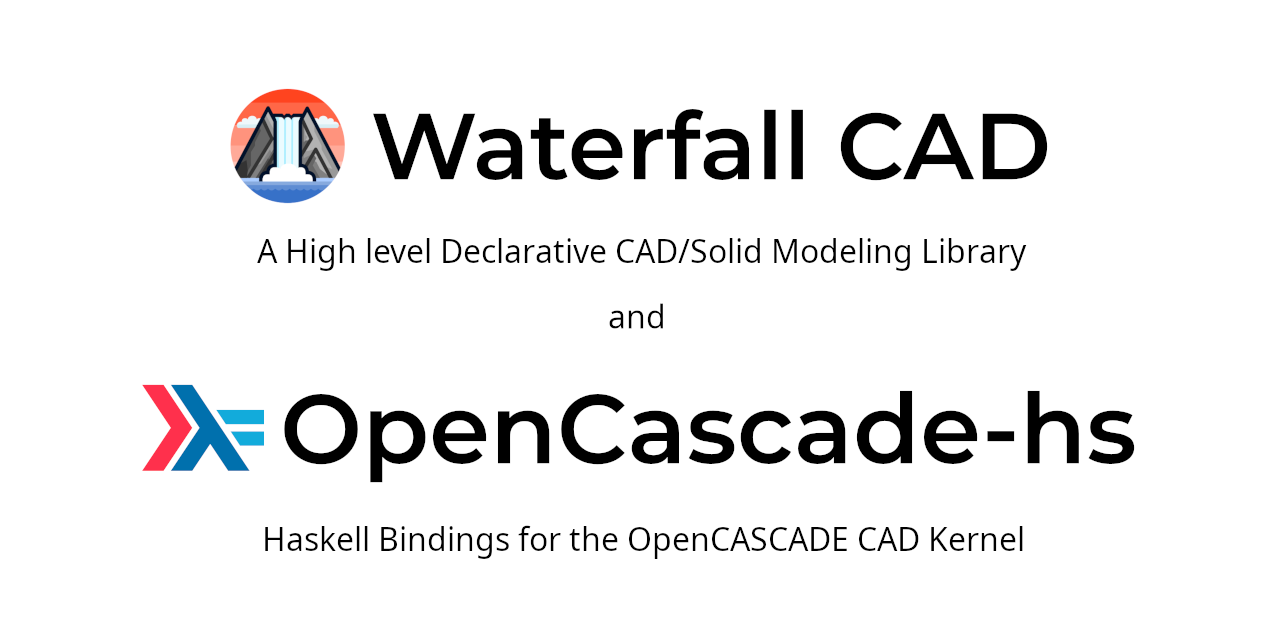 Waterfall CAD
A High level Declarative CAD/Solid Modeling Library
and
OpenCascade-hs
Haskell Bindings for the OpenCASCADE CAD Kernel